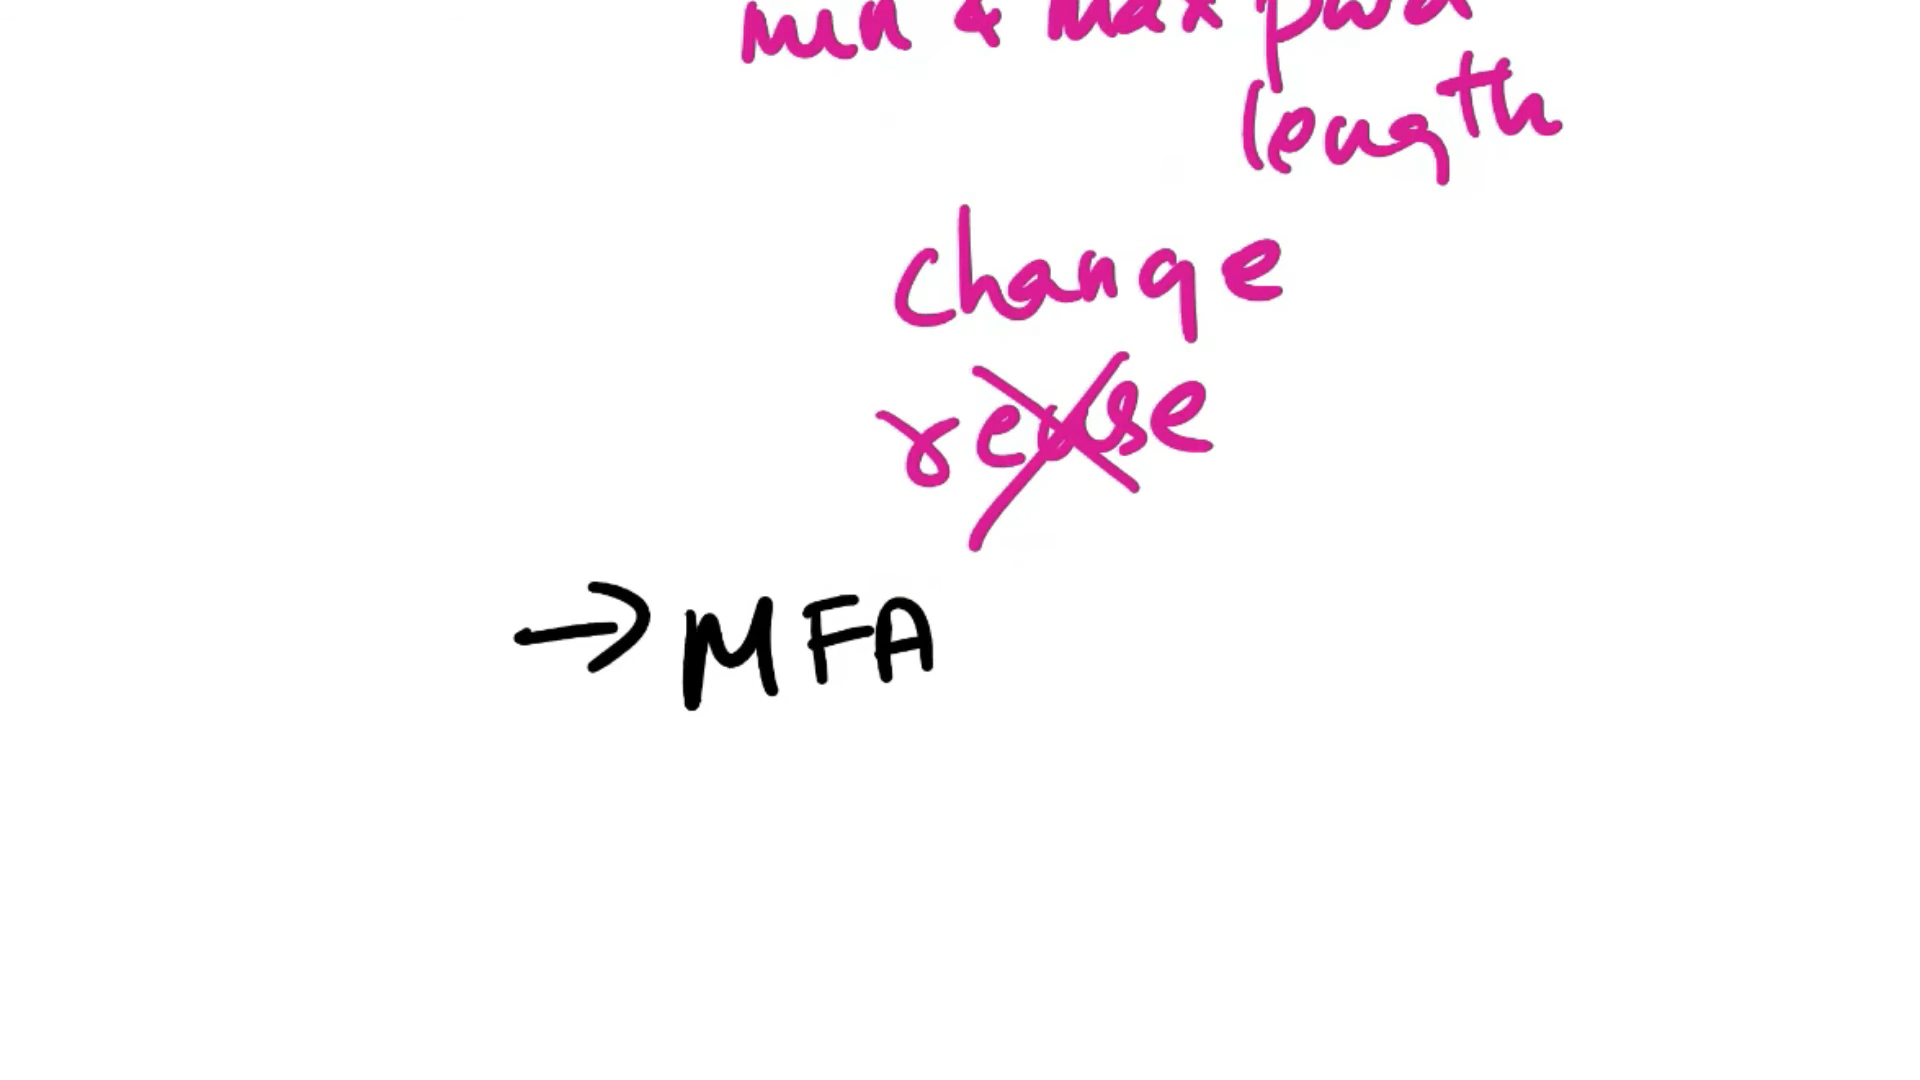 min & max pwd
length
change
reuse
→ MFA